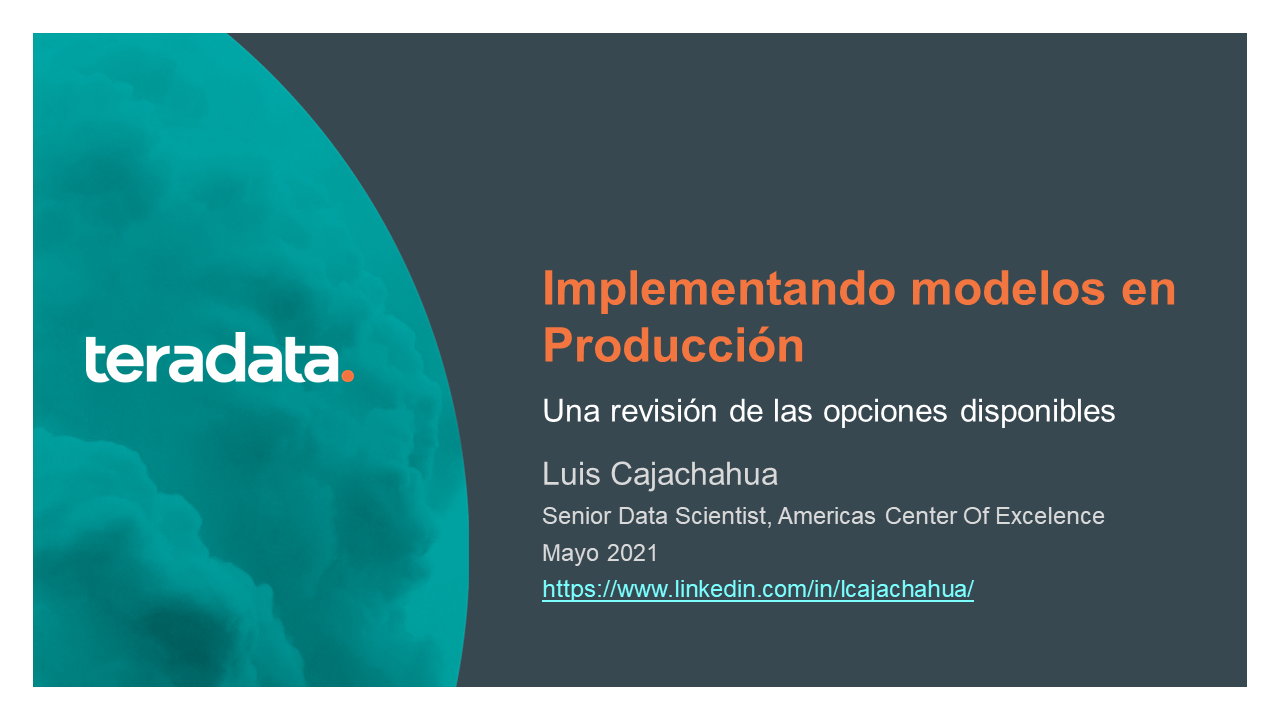 teradata.
Implementando modelos en
Producción
Una revisión de las opciones disponibles
Luis Cajachahua
Senior Data Scientist, Americas Center Of Excelence
Mayo 2021
https://www.linkedin.com/in/lcajachahua/